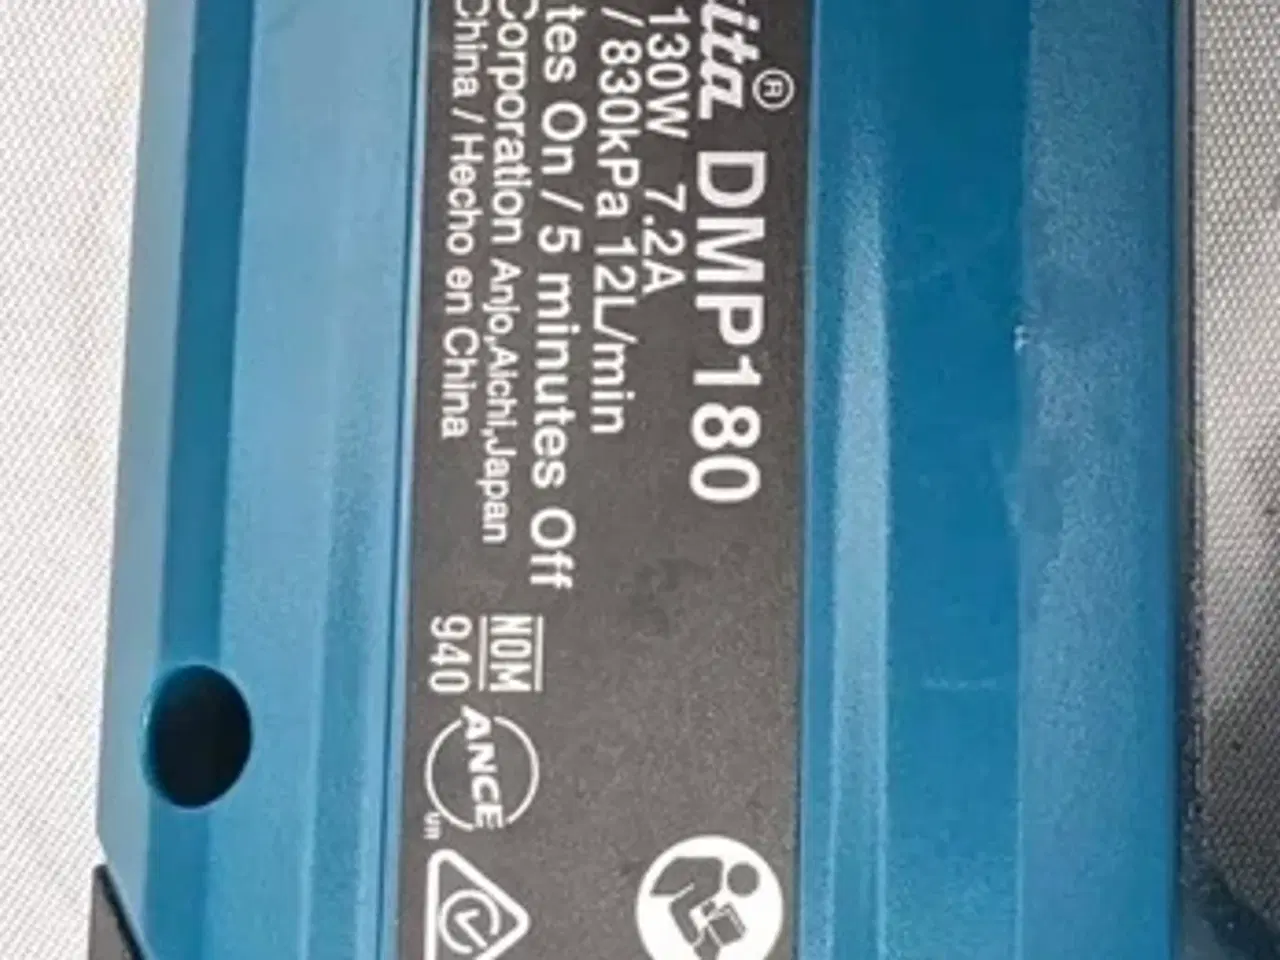 kita® DMP180
130W 7.2A
/ 830kPa 12L/min
tes On / 5 minutes Off
Corporation Anjo,Aichi,Japan
China / Hecho en China
NOM
940
ANCE